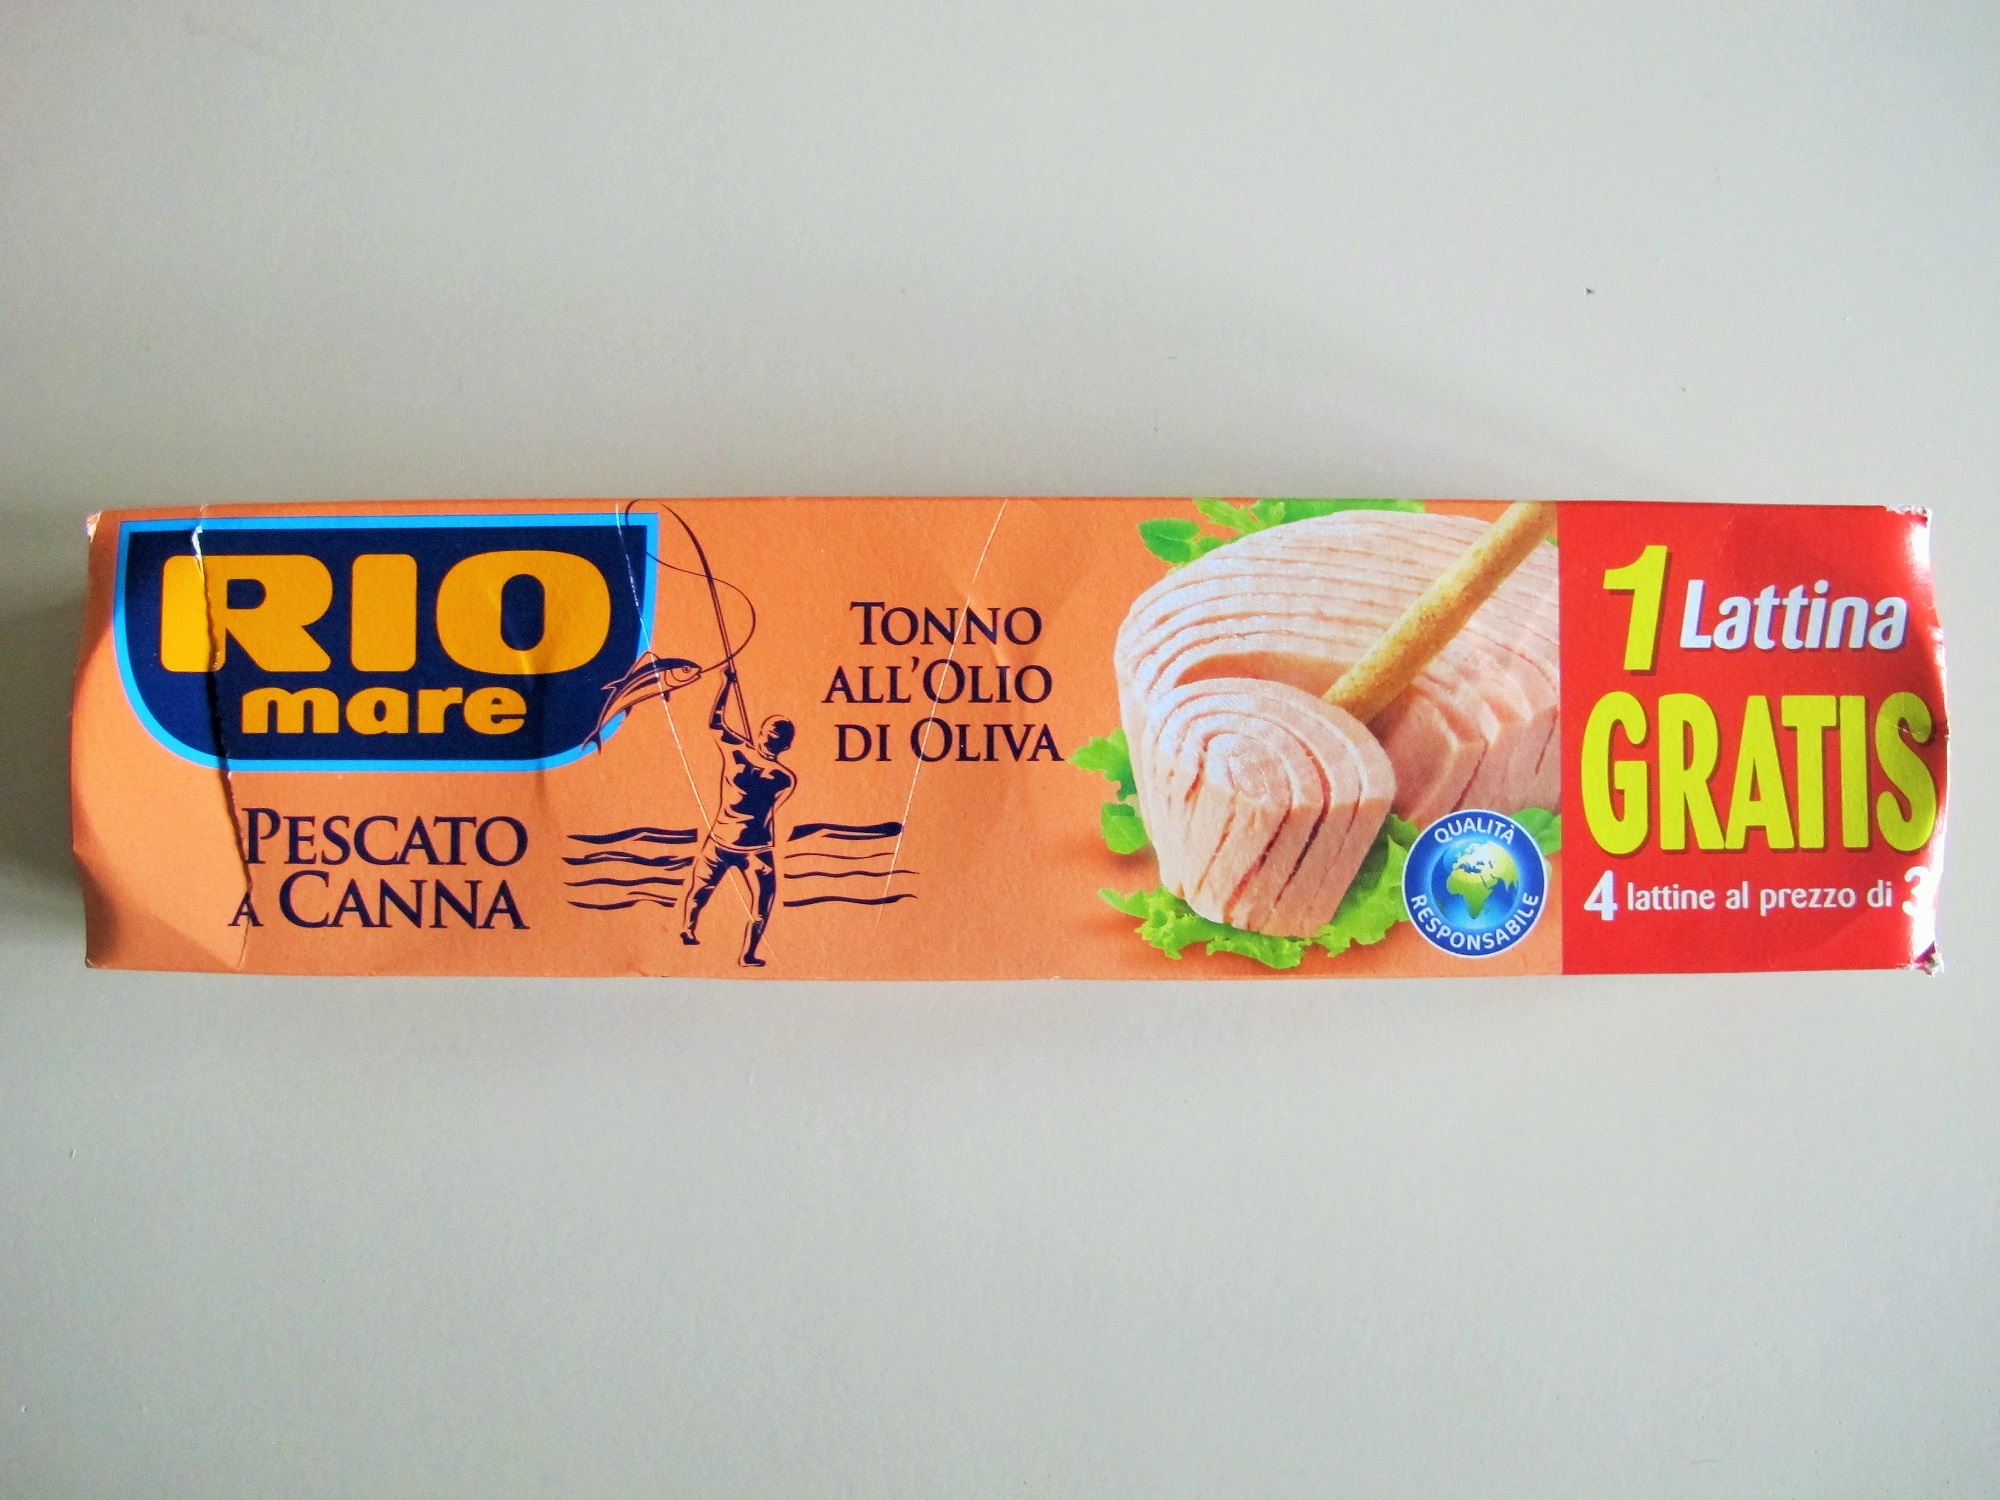 RIO
mare
PESCATO
A CANNA
TONNO
ALL'OLIO
DI OLIVA
QUALITÀ
RESPONSABILE
1 Lattina
GRATIS
4 lattine al prezzo di 3